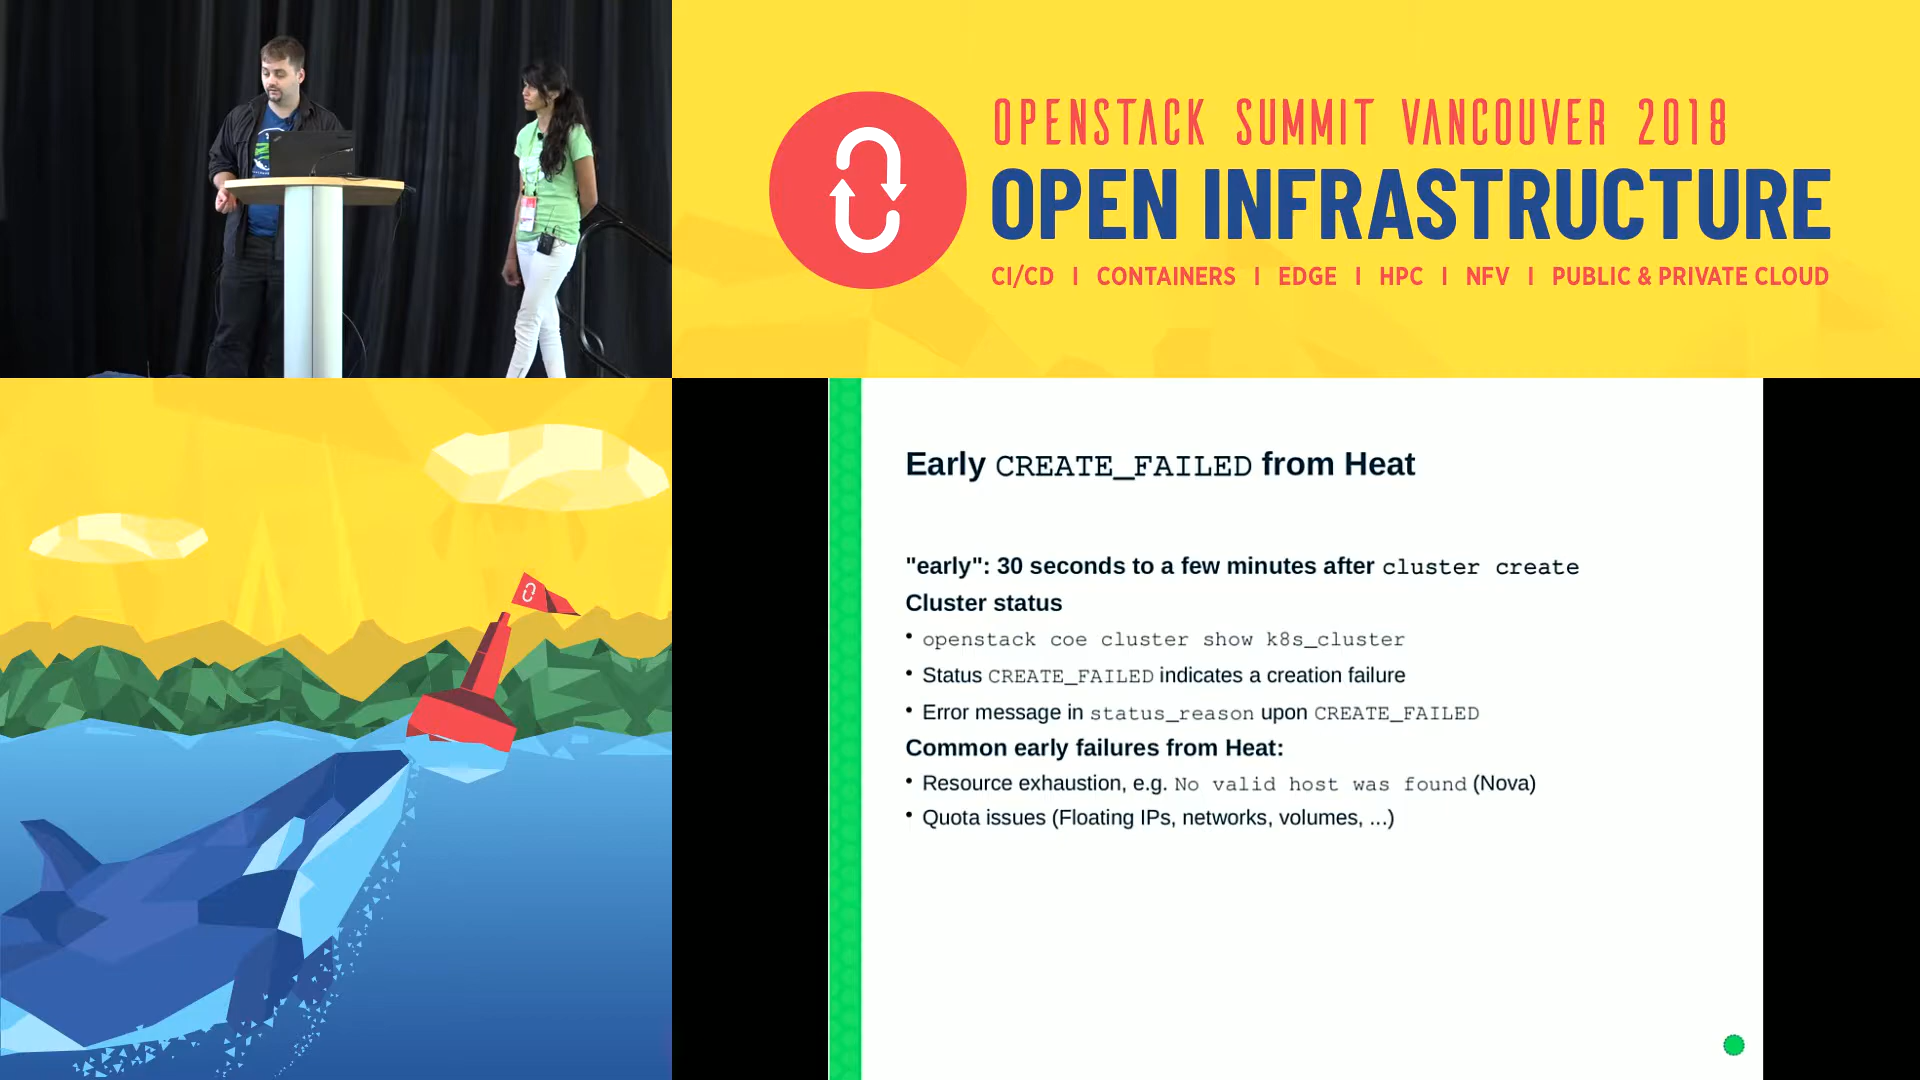 OPENSTACK SUMMIT VANCOUVER 2018
OPEN INFRASTRUCTURE
CI/CD | CONTAINERS | EDGE | HPC | NFV | PUBLIC & PRIVATE CLOUD
Early CREATE_FAILED from Heat
"early": 30 seconds to a few minutes after cluster create
Cluster status
• openstack coe cluster show k8s_cluster
• Status CREATE_FAILED indicates a creation failure
• Error message in status_reason upon CREATE_FAILED
Common early failures from Heat:
• Resource exhaustion, e.g. No valid host was found (Nova)
• Quota issues (Floating IPs, networks, volumes, ...)